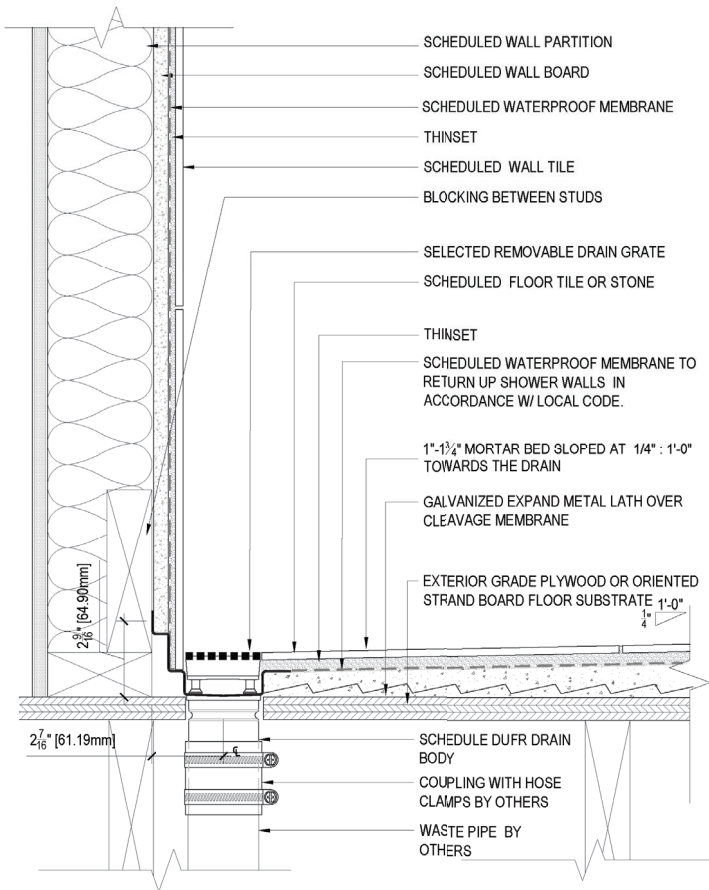 SCHEDULED WALL PARTITION
SCHEDULED WALL BOARD
SCHEDULED WATERPROOF MEMBRANE
THINSET
SCHEDULED WALL TILE
BLOCKING BETWEEN STUDS
SELECTED REMOVABLE DRAIN GRATE
SCHEDULED FLOOR TILE OR STONE
THINSET
SCHEDULED WATERPROOF MEMBRANE TO
RETURN UP SHOWER WALLS IN
ACCORDANCE W/ LOCAL CODE.
1"-1¾" MORTAR BED SLOPED AT 1/4" : 1'-0"
TOWARDS THE DRAIN
GALVANIZED EXPAND METAL LATH OVER
CLEAVAGE MEMBRANE
EXTERIOR GRADE PLYWOOD OR ORIENTED
STRAND BOARD FLOOR SUBSTRATE
1'-0"
1/4"
2 9/16" [64.90mm]
2 7/16" [61.19mm]
℄
SCHEDULE DUFR DRAIN
BODY
COUPLING WITH HOSE
CLAMPS BY OTHERS
WASTE PIPE BY
OTHERS